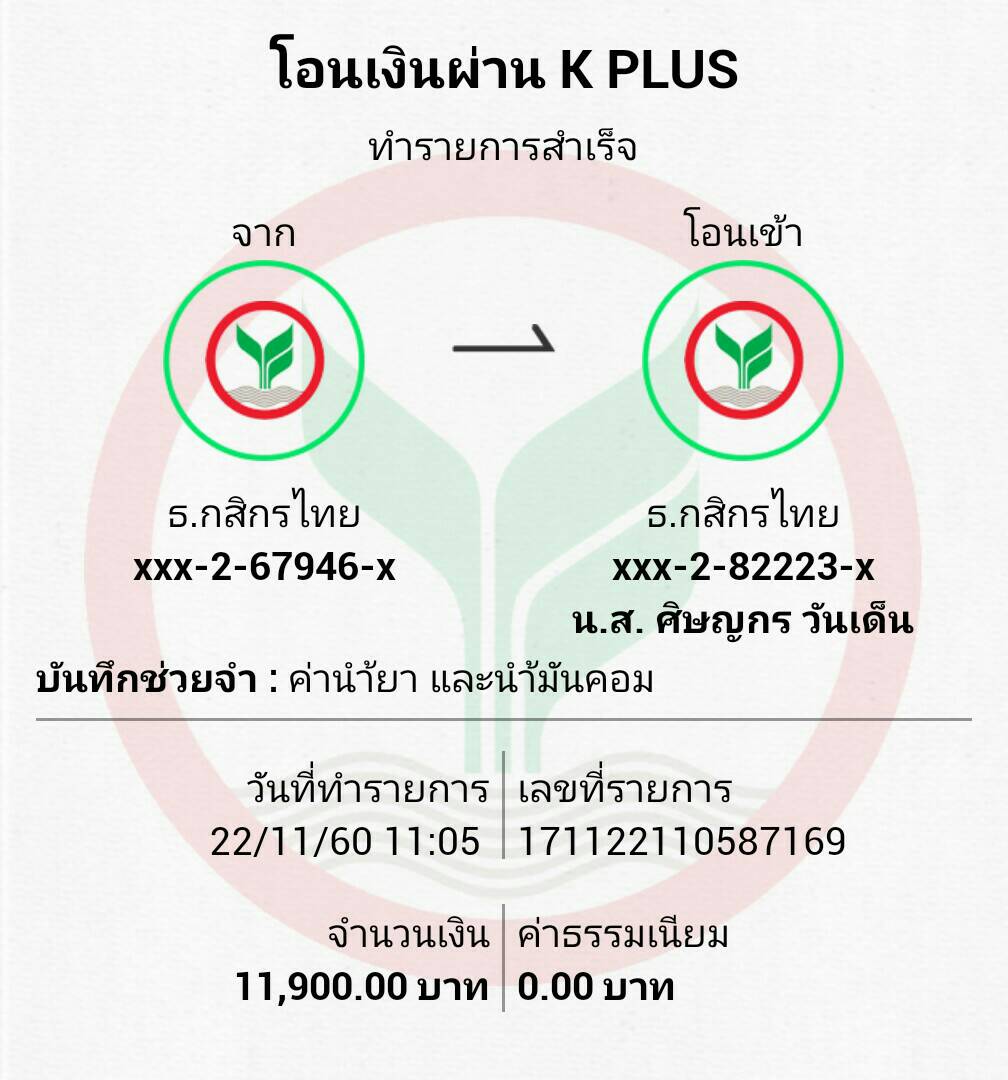 โอนเงินผ่าน K PLUS
ทำรายการสำเร็จ
จาก
โอนเข้า
ธ.กสิกรไทย
xxx-2-67946-x
ธ.กสิกรไทย
xxx-2-82223-x
น.ส. ศิษญกร วันเด็น
บันทึกช่วยจำ : ค่านำ้ยา และนำ้มันคอม
วันที่ทำรายการ
22/11/60 11:05
เลขที่รายการ
171122110587169
จำนวนเงิน
11,900.00 บาท
ค่าธรรมเนียม
0.00 บาท